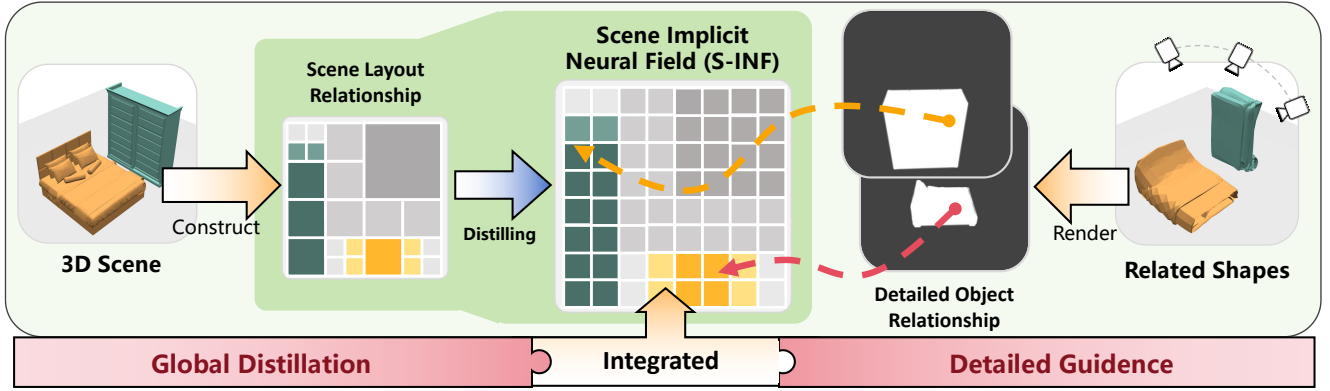 3D Scene
Construct
Scene Layout
Relationship
Distilling
Scene Implicit
Neural Field (S-INF)
Detailed Object
Relationship
Render
Related Shapes
Global Distillation
Integrated
Detailed Guidence